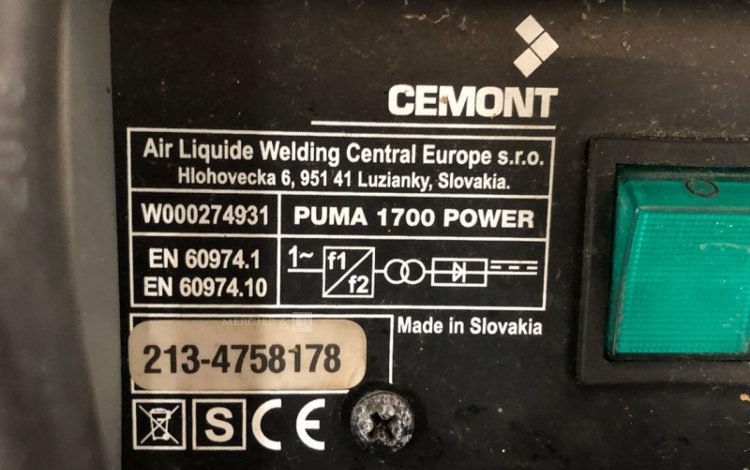 CEMONT
Air Liquide Welding Central Europe s.r.o.
Hlohovecka 6, 951 41 Luzianky, Slovakia.
W000274931 PUMA 1700 POWER
EN 60974.1
EN 60974.10
1~ f1
f2
Made in Slovakia
MERCIER &
213-4758178
S CE